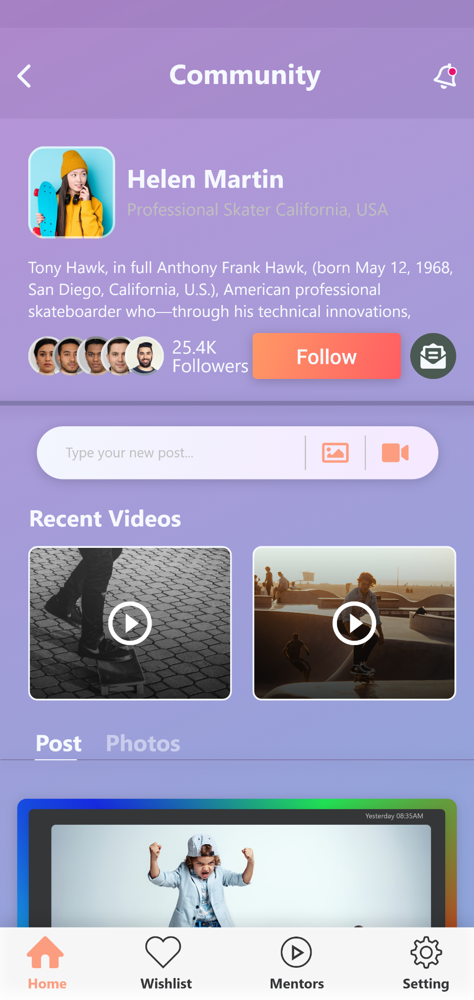 Community
Helen Martin
Professional Skater California, USA
Tony Hawk, in full Anthony Frank Hawk, (born May 12, 1968,
San Diego, California, U.S.), American professional
skateboarder who—through his technical innovations,
25.4K
Followers
Follow
Type your new post...
Recent Videos
Post Photos
Yesterday 08:35AM
Home Wishlist Mentors Setting